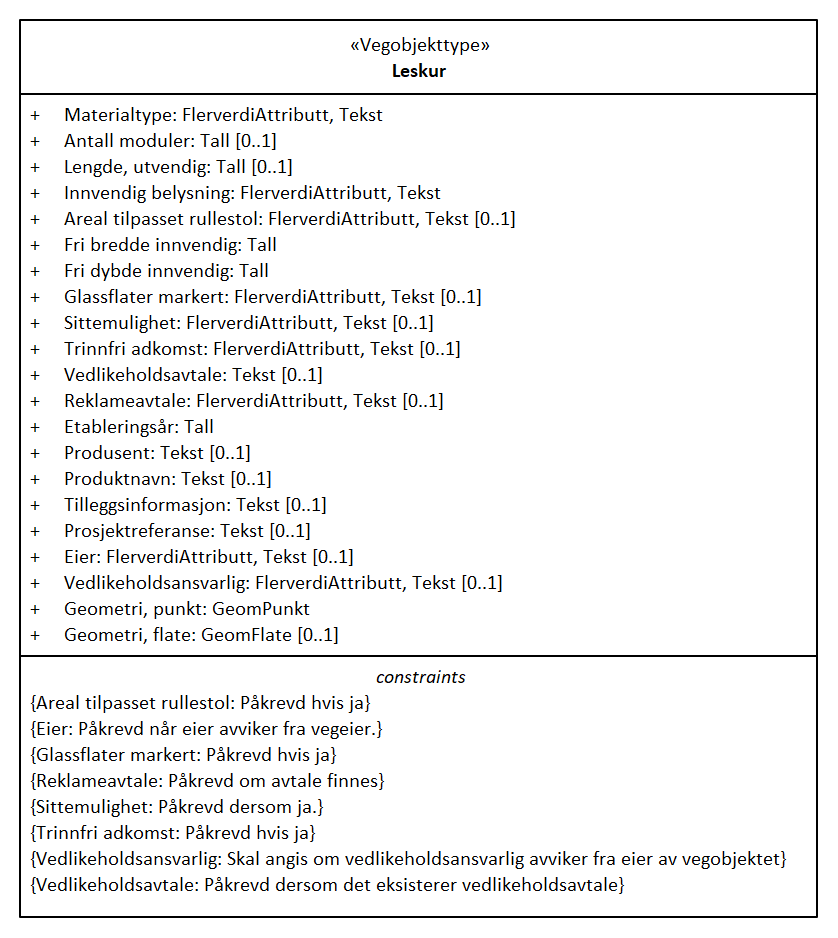 «Vegobjekttype»
Leskur
+ Materialtype: FlerverdiAttributt, Tekst
+ Antall moduler: Tall [0..1]
+ Lengde, utvendig: Tall [0..1]
+ Innvendig belysning: FlerverdiAttributt, Tekst
+ Areal tilpasset rullestol: FlerverdiAttributt, Tekst [0..1]
+ Fri bredde innvendig: Tall
+ Fri dybde innvendig: Tall
+ Glassflater markert: FlerverdiAttributt, Tekst [0..1]
+ Sittemulighet: FlerverdiAttributt, Tekst [0..1]
+ Trinnfri adkomst: FlerverdiAttributt, Tekst [0..1]
+ Vedlikeholdsavtale: Tekst [0..1]
+ Reklameavtale: FlerverdiAttributt, Tekst [0..1]
+ Etableringsår: Tall
+ Produsent: Tekst [0..1]
+ Produktnavn: Tekst [0..1]
+ Tilleggsinformasjon: Tekst [0..1]
+ Prosjektreferanse: Tekst [0..1]
+ Eier: FlerverdiAttributt, Tekst [0..1]
+ Vedlikeholdsansvarlig: FlerverdiAttributt, Tekst [0..1]
+ Geometri, punkt: GeomPunkt
+ Geometri, flate: GeomFlate [0..1]
constraints
{Areal tilpasset rullestol: Påkrevd hvis ja}
{Eier: Påkrevd når eier avviker fra vegeier.}
{Glassflater markert: Påkrevd hvis ja}
{Reklameavtale: Påkrevd om avtale finnes}
{Sittemulighet: Påkrevd dersom ja.}
{Trinnfri adkomst: Påkrevd hvis ja}
{Vedlikeholdsansvarlig: Skal angis om vedlikeholdsansvarlig avviker fra eier av vegobjektet}
{Vedlikeholdsavtale: Påkrevd dersom det eksisterer vedlikeholdsavtale}